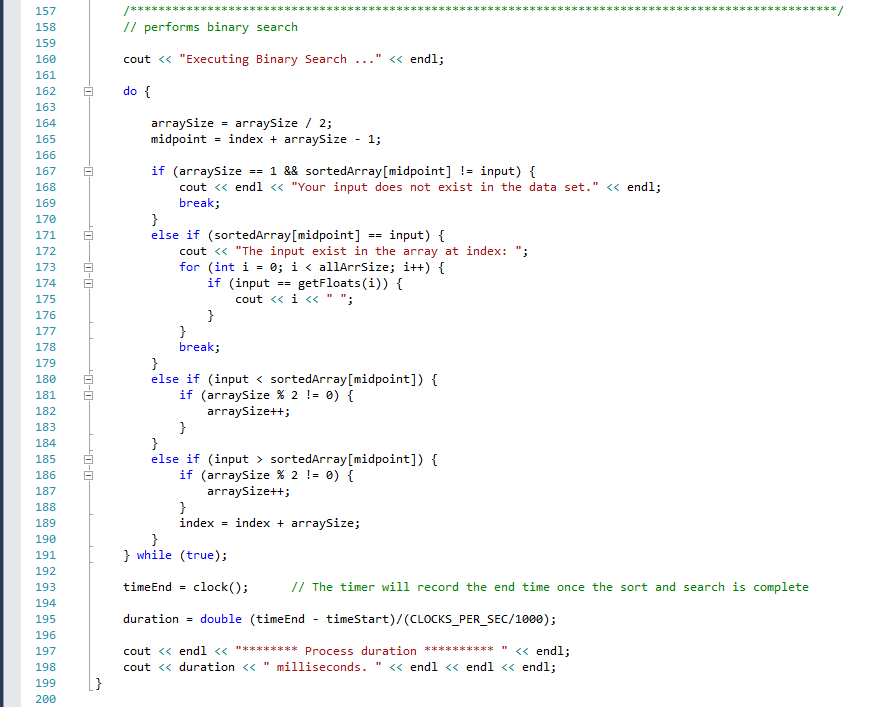 157 /*****************************************************************************************************/
158 // performs binary search
159
160 cout << "Executing Binary Search ..." << endl;
161
162 do {
163
164 arraySize = arraySize / 2;
165 midpoint = index + arraySize - 1;
166
167 if (arraySize == 1 && sortedArray[midpoint] != input) {
168 cout << endl << "Your input does not exist in the data set." << endl;
169 break;
170 }
171 else if (sortedArray[midpoint] == input) {
172 cout << "The input exist in the array at index: ";
173 for (int i = 0; i < allArrSize; i++) {
174 if (input == getFloats(i)) {
175 cout << i << " ";
176 }
177 }
178 break;
179 }
180 else if (input < sortedArray[midpoint]) {
181 if (arraySize % 2 != 0) {
182 arraySize++;
183 }
184 }
185 else if (input > sortedArray[midpoint]) {
186 if (arraySize % 2 != 0) {
187 arraySize++;
188 }
189 index = index + arraySize;
190 }
191 } while (true);
192
193 timeEnd = clock(); // The timer will record the end time once the sort and search is complete
194
195 duration = double (timeEnd - timeStart)/(CLOCKS_PER_SEC/1000);
196
197 cout << endl << "******** Process duration ********** " << endl;
198 cout << duration << " milliseconds. " << endl << endl << endl;
199 }
200